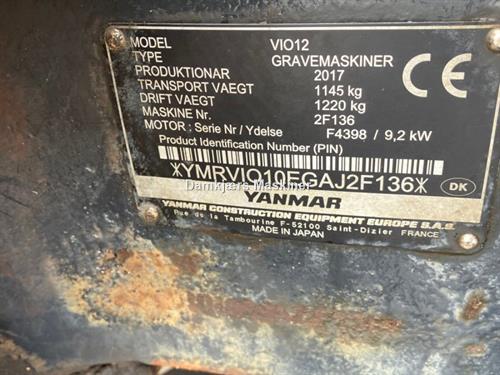 MODEL VIO12
TYPE GRAVEMASKINER
PRODUKTIONAR 2017
TRANSPORT VAEGT 1145 kg
DRIFT VAEGT 1220 kg
MASKINE Nr. 2F136
MOTOR : Serie Nr / Ydelse F4398 / 9,2 kW
Product Identification Number (PIN)
CE
*YMRVIO10EGAJ2F136*
DK
Damkjærs Maskiner
YANMAR
YANMAR CONSTRUCTION EQUIPMENT EUROPE S.A.S.
Rue de la Tambourine F-52100 Saint-Dizier FRANCE
MADE IN JAPAN